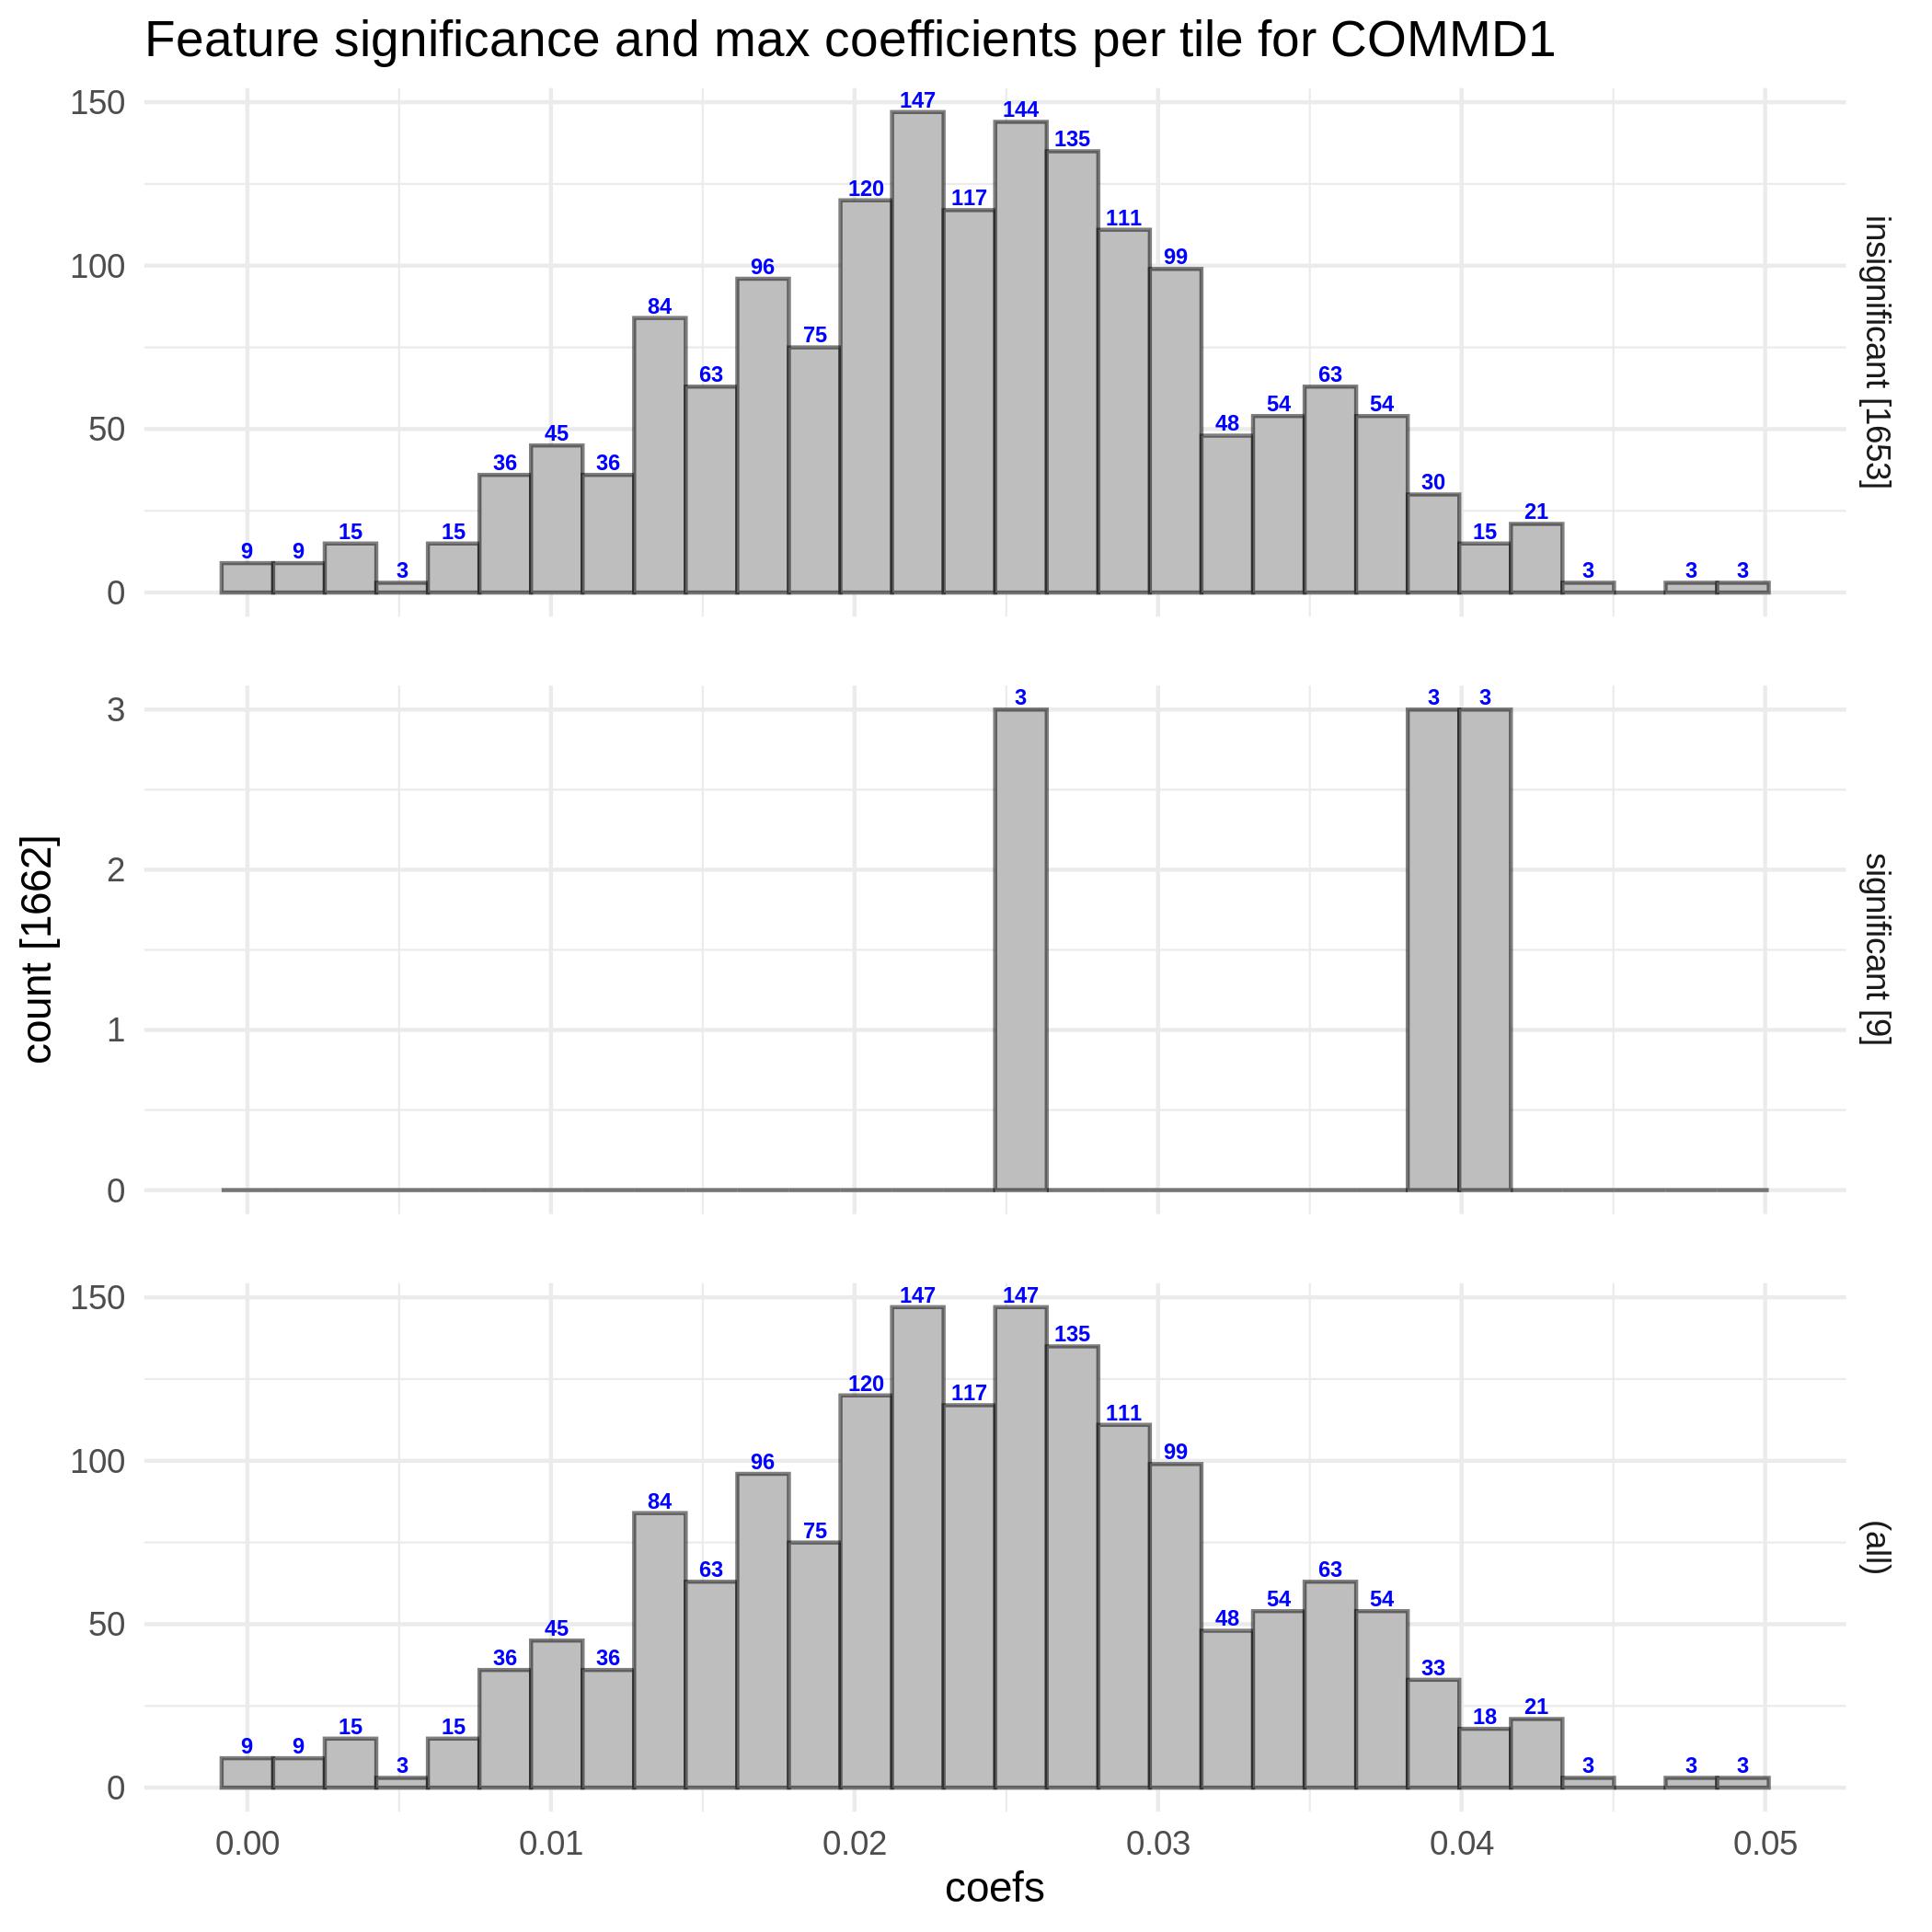 Feature significance and max coefficients per tile for COMMD1
150
100
50
0
9 9 15 3 15 36 45 36 84 63 96 75 120 147 117 144 135 111 99 48 54 63 54 30 15 21 3 3 3
insignificant [1653]
count [1662]
3
2
1
0
3 3 3
significant [9]
150
100
50
0
9 9 15 3 15 36 45 36 84 63 96 75 120 147 117 147 135 111 99 48 54 63 54 33 18 21 3 3 3
(all)
0.00 0.01 0.02 0.03 0.04 0.05
coefs